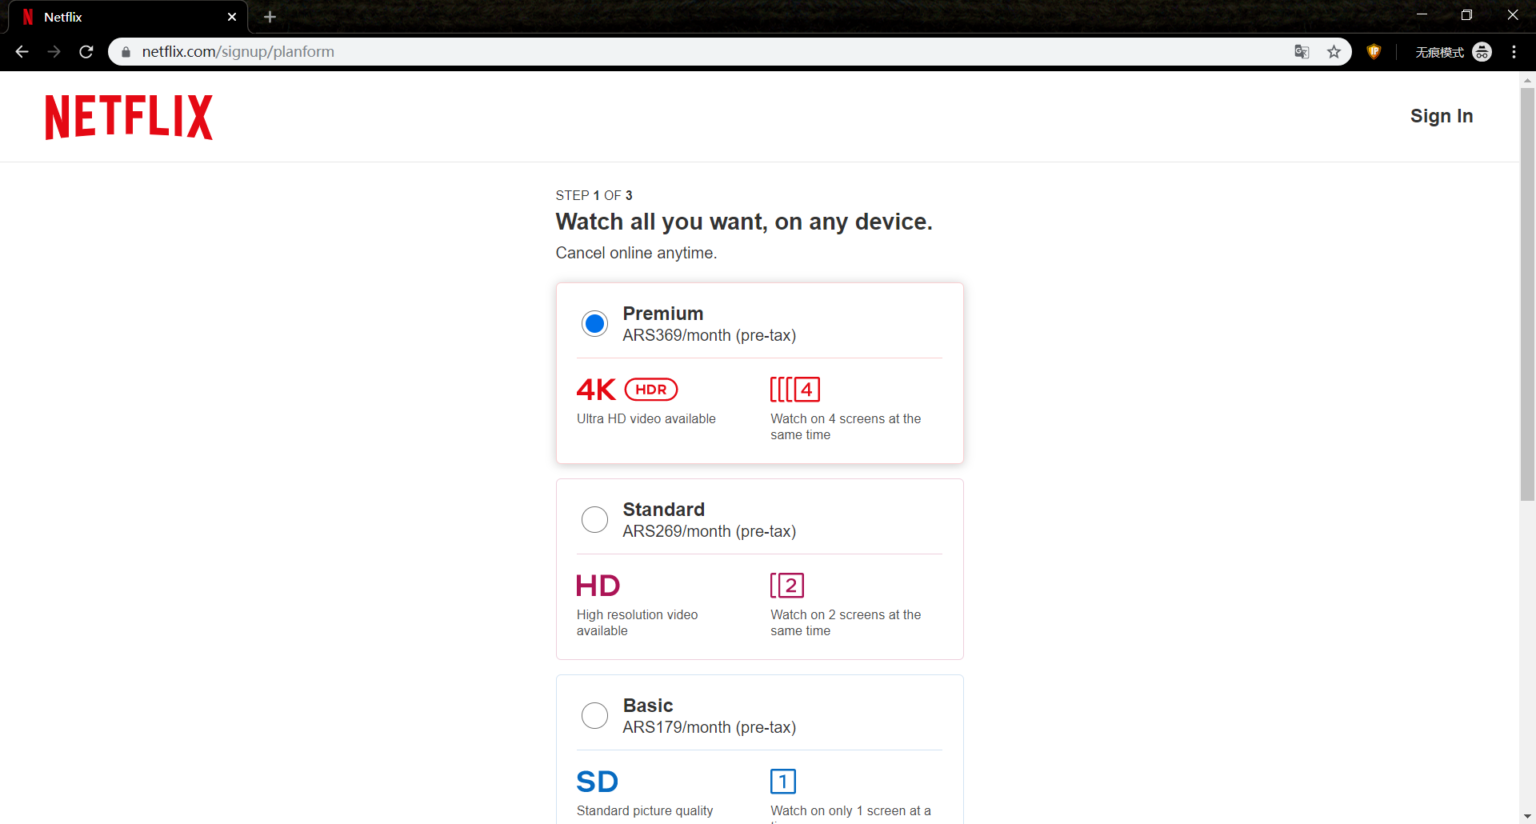 Netflix
netflix.com/signup/planform
无痕模式
NETFLIX
Sign In
STEP 1 OF 3
Watch all you want, on any device.
Cancel online anytime.
Premium
ARS369/month (pre-tax)
4K HDR
4
Ultra HD video available
Watch on 4 screens at the
same time
Standard
ARS269/month (pre-tax)
HD
2
High resolution video
available
Watch on 2 screens at the
same time
Basic
ARS179/month (pre-tax)
SD
1
Standard picture quality
Watch on only 1 screen at a